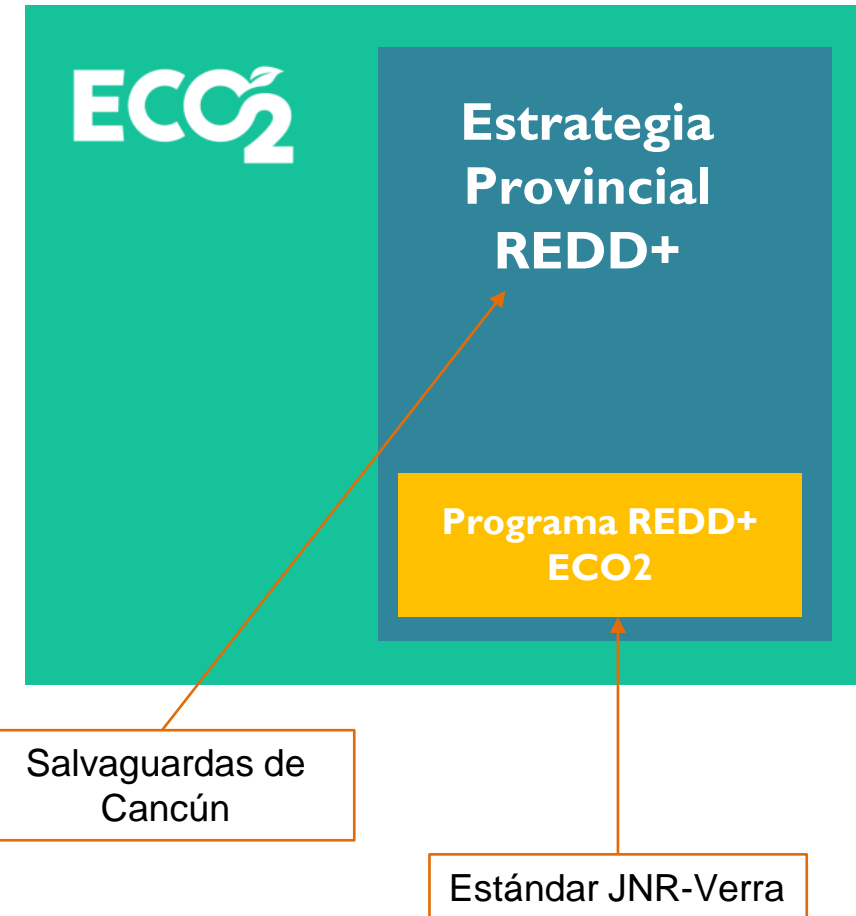 ECO2
Estrategia
Provincial
REDD+
Programa REDD+
ECO2
Salvaguardas de
Cancún
Estándar JNR-Verra